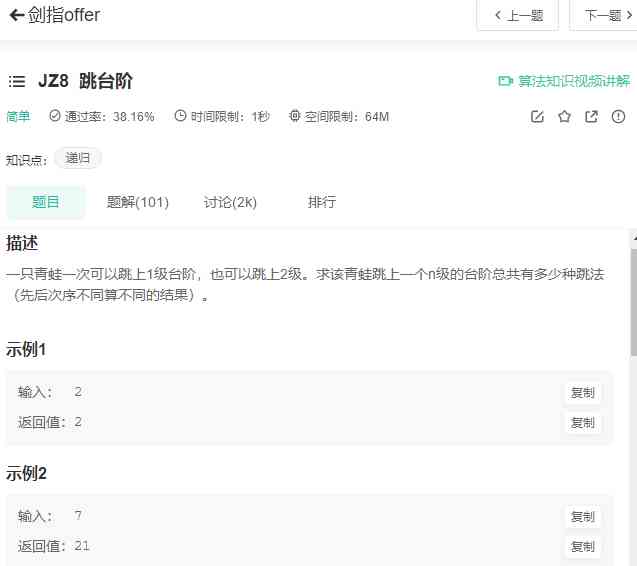 剑指offer
上一题
下一题
JZ8 跳台阶
算法知识视频讲解
简单 通过率：38.16% 时间限制：1秒 空间限制：64M
知识点： 递归
题目 题解(101) 讨论(2k) 排行
描述
一只青蛙一次可以跳上1级台阶，也可以跳上2级。求该青蛙跳上一个n级的台阶总共有多少种跳法
（先后次序不同算不同的结果）。
示例1
输入： 2 复制
返回值：2 复制
示例2
输入： 7 复制
返回值：21 复制